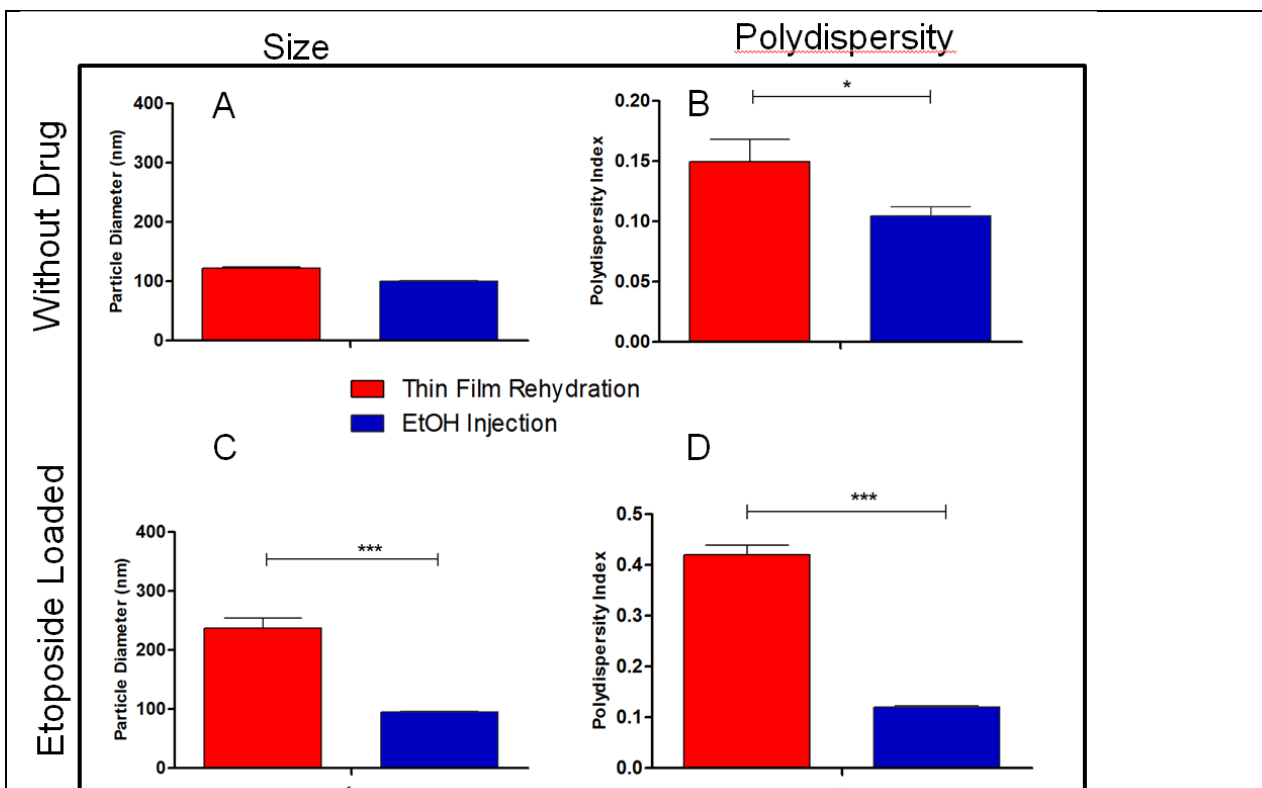 Size
Polydispersity
Without Drug
A
Particle Diameter (nm)
400
300
200
100
0
B
*
Polydispersity Index
0.20
0.15
0.10
0.05
0.00
Thin Film Rehydration
EtOH Injection
Etoposide Loaded
C
***
Particle Diameter (nm)
400
300
200
100
0
D
***
Polydispersity Index
0.5
0.4
0.3
0.2
0.1
0.0